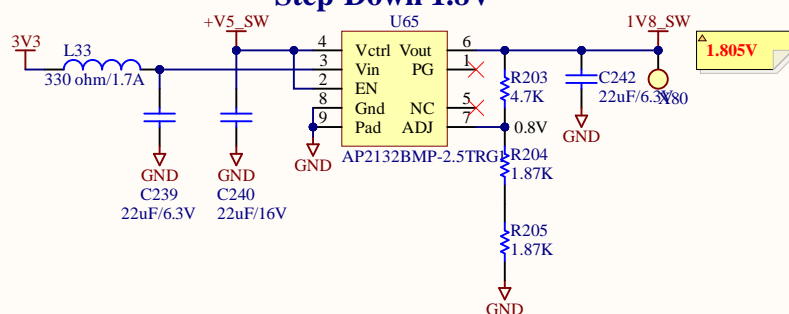 Step-Down 1.8V
+V5_SW
U65
1V8_SW
3V3
L33
330 ohm/1.7A
4
3
2
8
9
Vctrl
Vin
EN
Gnd
Pad
Vout
PG
NC
ADJ
6
1
5
7
R203
4.7K
C242
22uF/6.3V
X80
1.805V
GND
0.8V
GND
AP2132BMP-2.5TRG1
R204
1.87K
GND
C239
22uF/6.3V
GND
C240
22uF/16V
R205
1.87K
GND